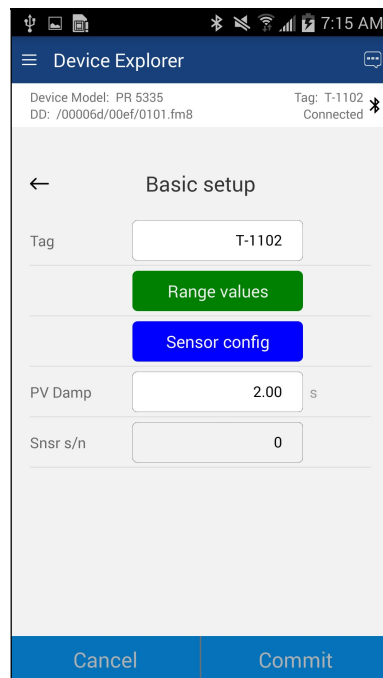 7:15 AM
Device Explorer
Device Model: PR 5335
Tag: T-1102
DD: /00006d/00ef/0101.fm8
Connected
Basic setup
Tag
T-1102
Range values
Sensor config
PV Damp
2.00
s
Snsr s/n
0
Cancel
Commit